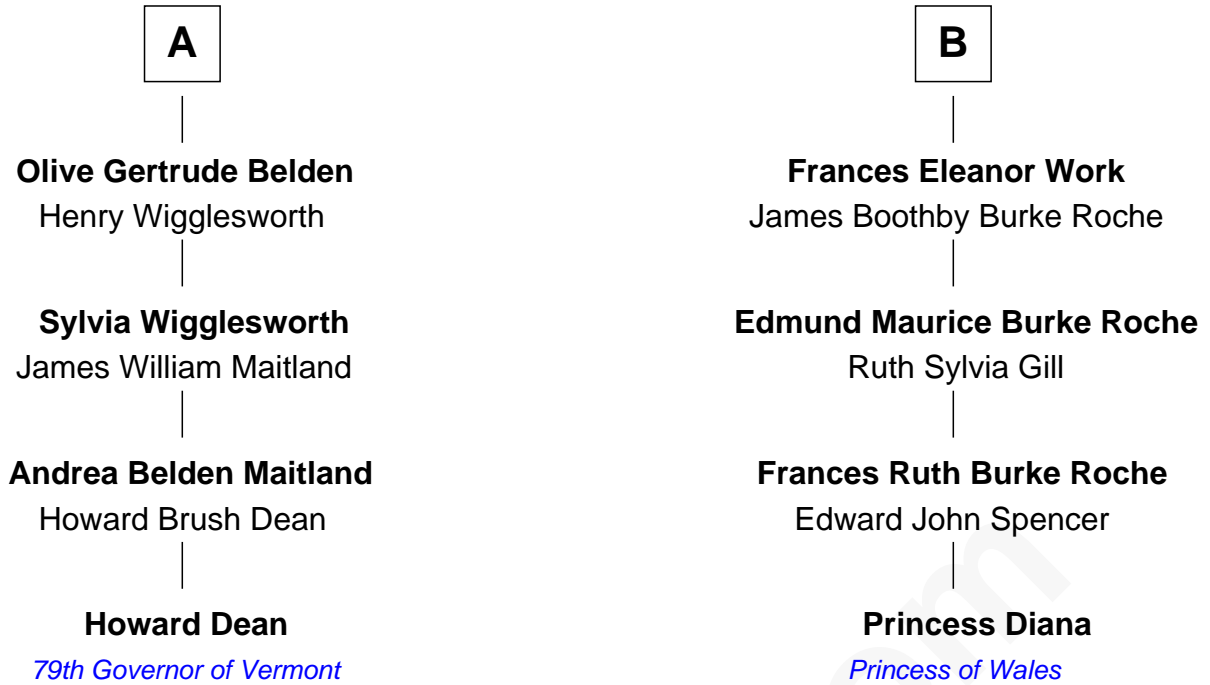 A
Olive Gertrude Belden
Henry Wigglesworth
Sylvia Wigglesworth
James William Maitland
Andrea Belden Maitland
Howard Brush Dean
Howard Dean
79th Governor of Vermont
B
Frances Eleanor Work
James Boothby Burke Roche
Edmund Maurice Burke Roche
Ruth Sylvia Gill
Frances Ruth Burke Roche
Edward John Spencer
Princess Diana
Princess of Wales